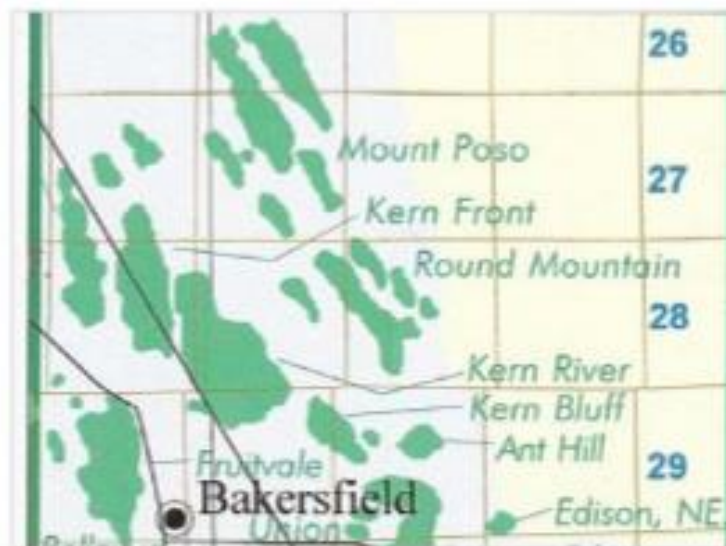 26
Mount Poso
27
Kern Front
Round Mountain
28
Kern River
Kern Bluff
Ant Hill
29
Fruitvale
Bakersfield
Edison, NE
Union